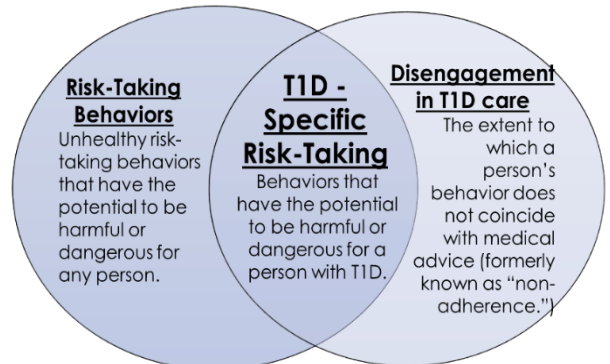 Risk-Taking
Behaviors
Unhealthy risk-
taking behaviors
that have the
potential to be
harmful or
dangerous for
any person.
T1D -
Specific
Risk-Taking
Behaviors that
have the potential
to be harmful or
dangerous for a
person with T1D.
Disengagement
in T1D care
The extent to
which a
person's
behavior does
not coincide
with medical
advice (formerly
known as “non-
adherence.”)